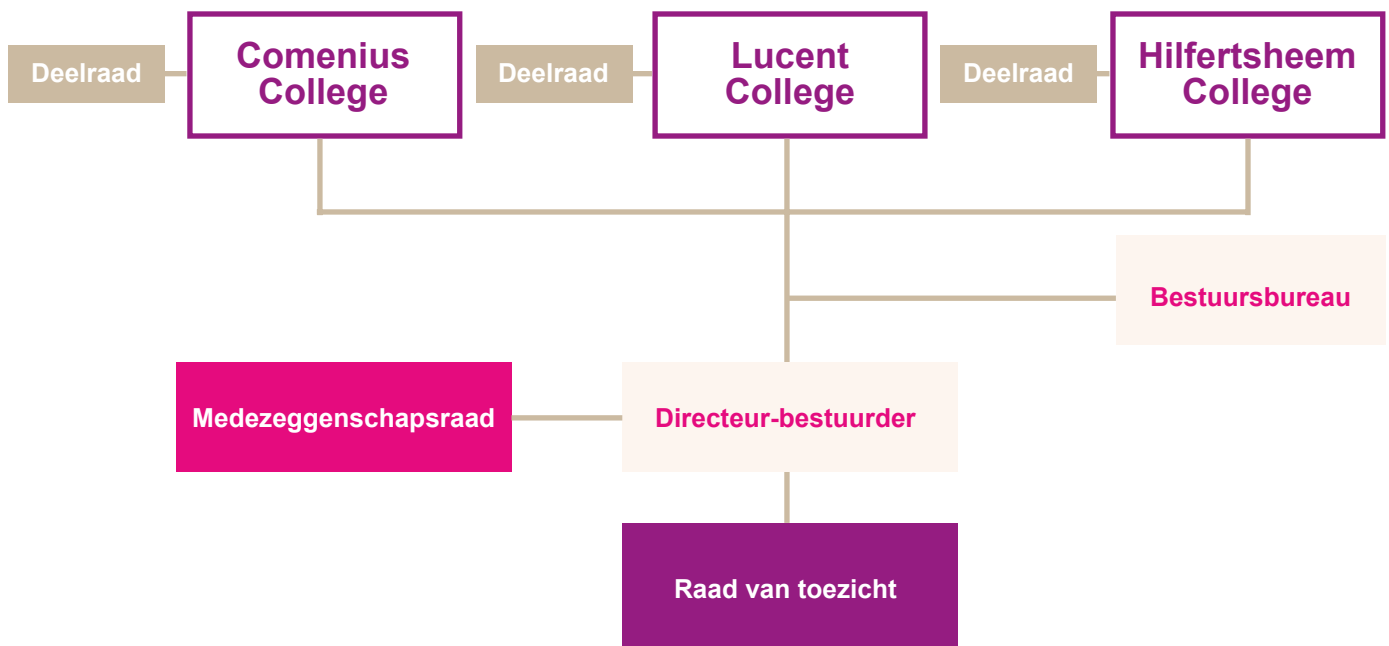 Deelraad
Comenius
College
Deelraad
Lucent
College
Deelraad
Hilfertsheem
College
Bestuursbureau
Medezeggenschapsraad
Directeur-bestuurder
Raad van toezicht